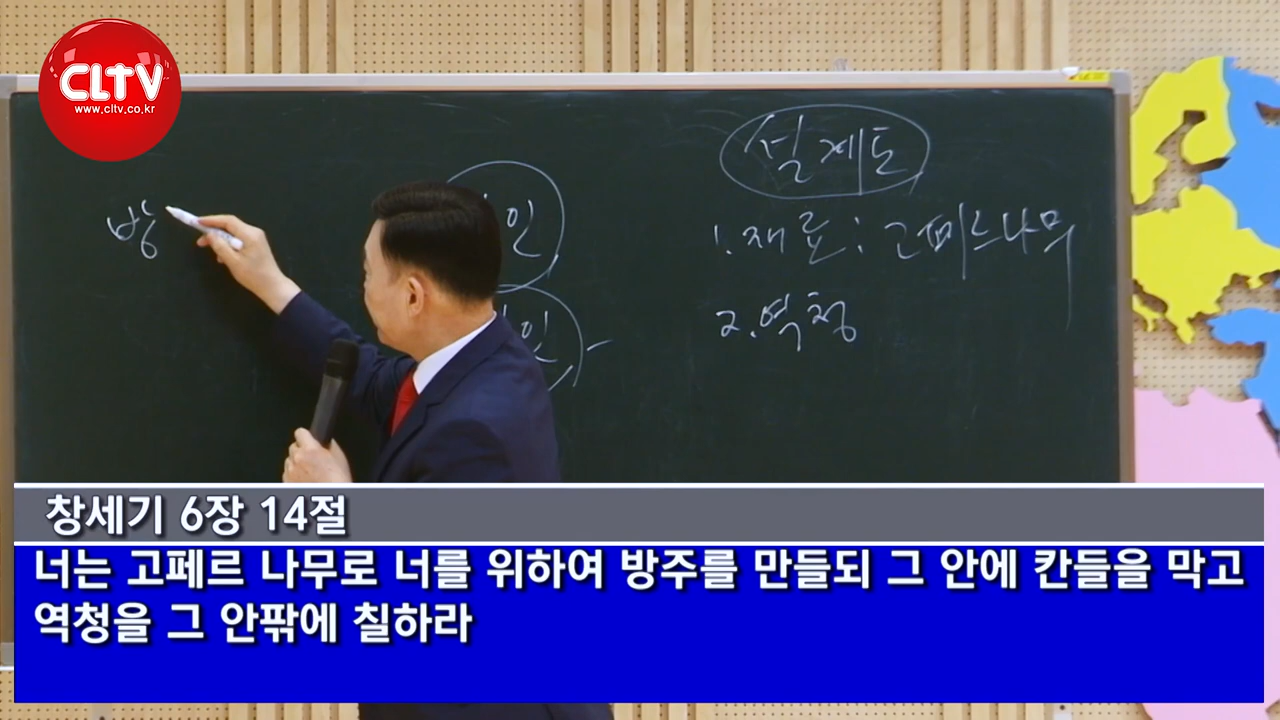 CLTV
www.cltv.co.kr
설계도
1. 재료: 고페르나무
2. 역청
방
인
인
창세기 6장 14절
너는 고페르 나무로 너를 위하여 방주를 만들되 그 안에 칸들을 막고
역청을 그 안팎에 칠하라